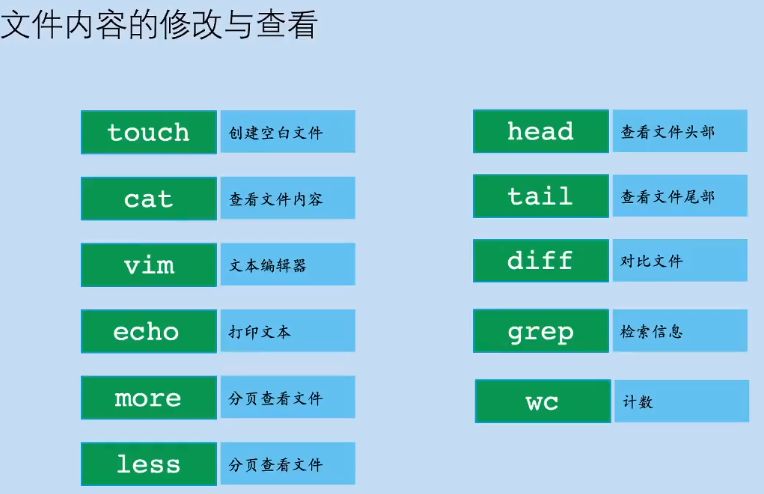 文件内容的修改与查看
touch 创建空白文件
cat 查看文件内容
vim 文本编辑器
echo 打印文本
more 分页查看文件
less 分页查看文件
head 查看文件头部
tail 查看文件尾部
diff 对比文件
grep 检索信息
wc 计数